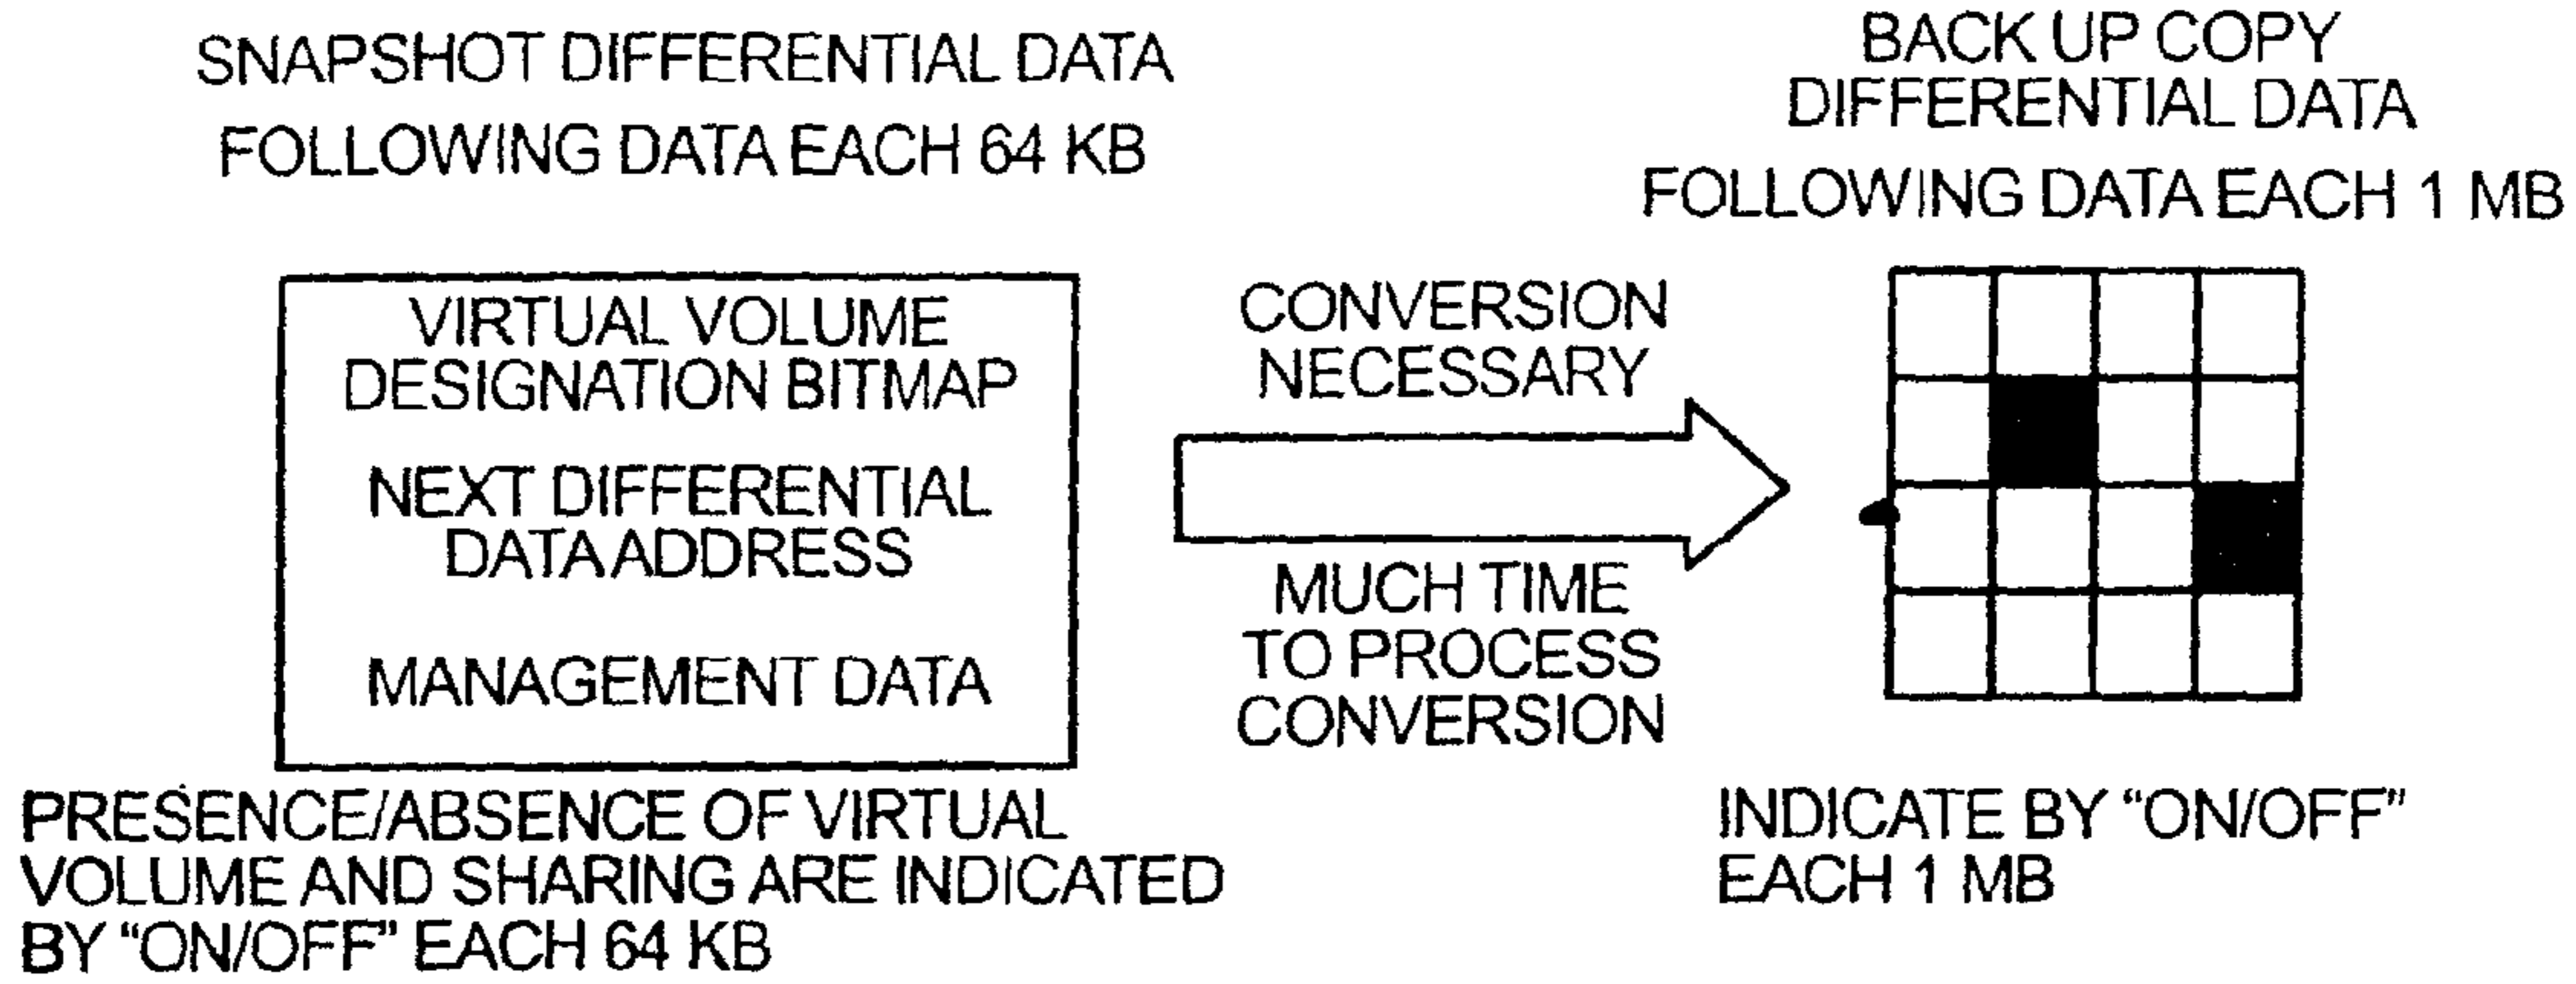 SNAPSHOT DIFFERENTIAL DATA
FOLLOWING DATA EACH 64 KB
VIRTUAL VOLUME
DESIGNATION BITMAP
NEXT DIFFERENTIAL
DATA ADDRESS
MANAGEMENT DATA
PRESENCE/ABSENCE OF VIRTUAL
VOLUME AND SHARING ARE INDICATED
BY “ON/OFF” EACH 64 KB
CONVERSION
NECESSARY
MUCH TIME
TO PROCESS
CONVERSION
BACK UP COPY
DIFFERENTIAL DATA
FOLLOWING DATA EACH 1 MB
INDICATE BY “ON/OFF”
EACH 1 MB